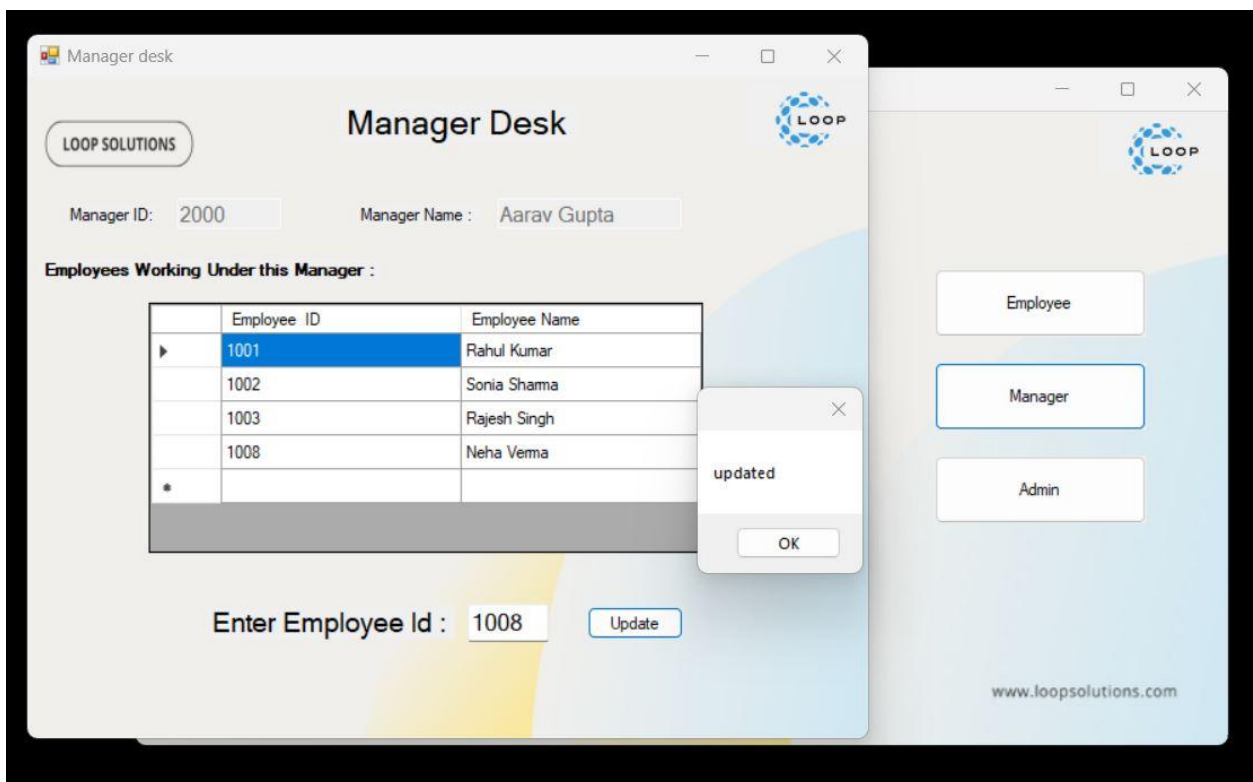 Manager desk
Manager Desk
LOOP SOLUTIONS
LOOP
Manager ID: 2000 Manager Name : Aarav Gupta
Employees Working Under this Manager :
Employee ID Employee Name
1001 Rahul Kumar
1002 Sonia Sharma
1003 Rajesh Singh
1008 Neha Verma
Enter Employee Id : 1008 Update
updated
OK
LOOP
Employee
Manager
Admin
www.loopsolutions.com